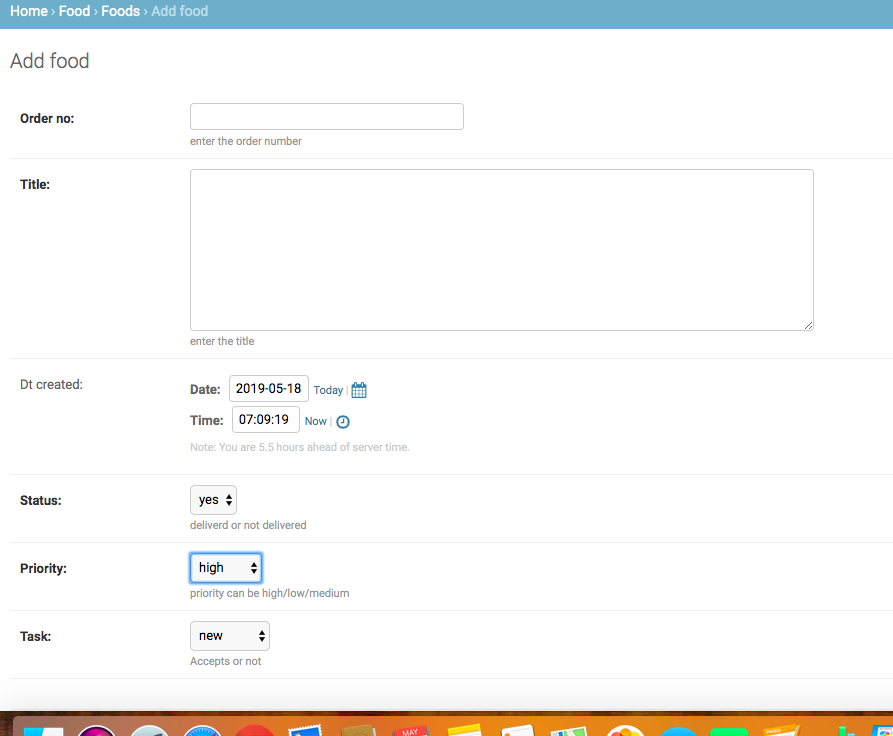 Home › Food › Foods › Add food
Add food
Order no:
enter the order number
Title:
enter the title
Dt created:
Date: 2019-05-18 Today |
Time: 07:09:19 Now |
Note: You are 5.5 hours ahead of server time.
Status: yes
deliverd or not delivered
Priority: high
priority can be high/low/medium
Task: new
Accepts or not
MAY
PAGES